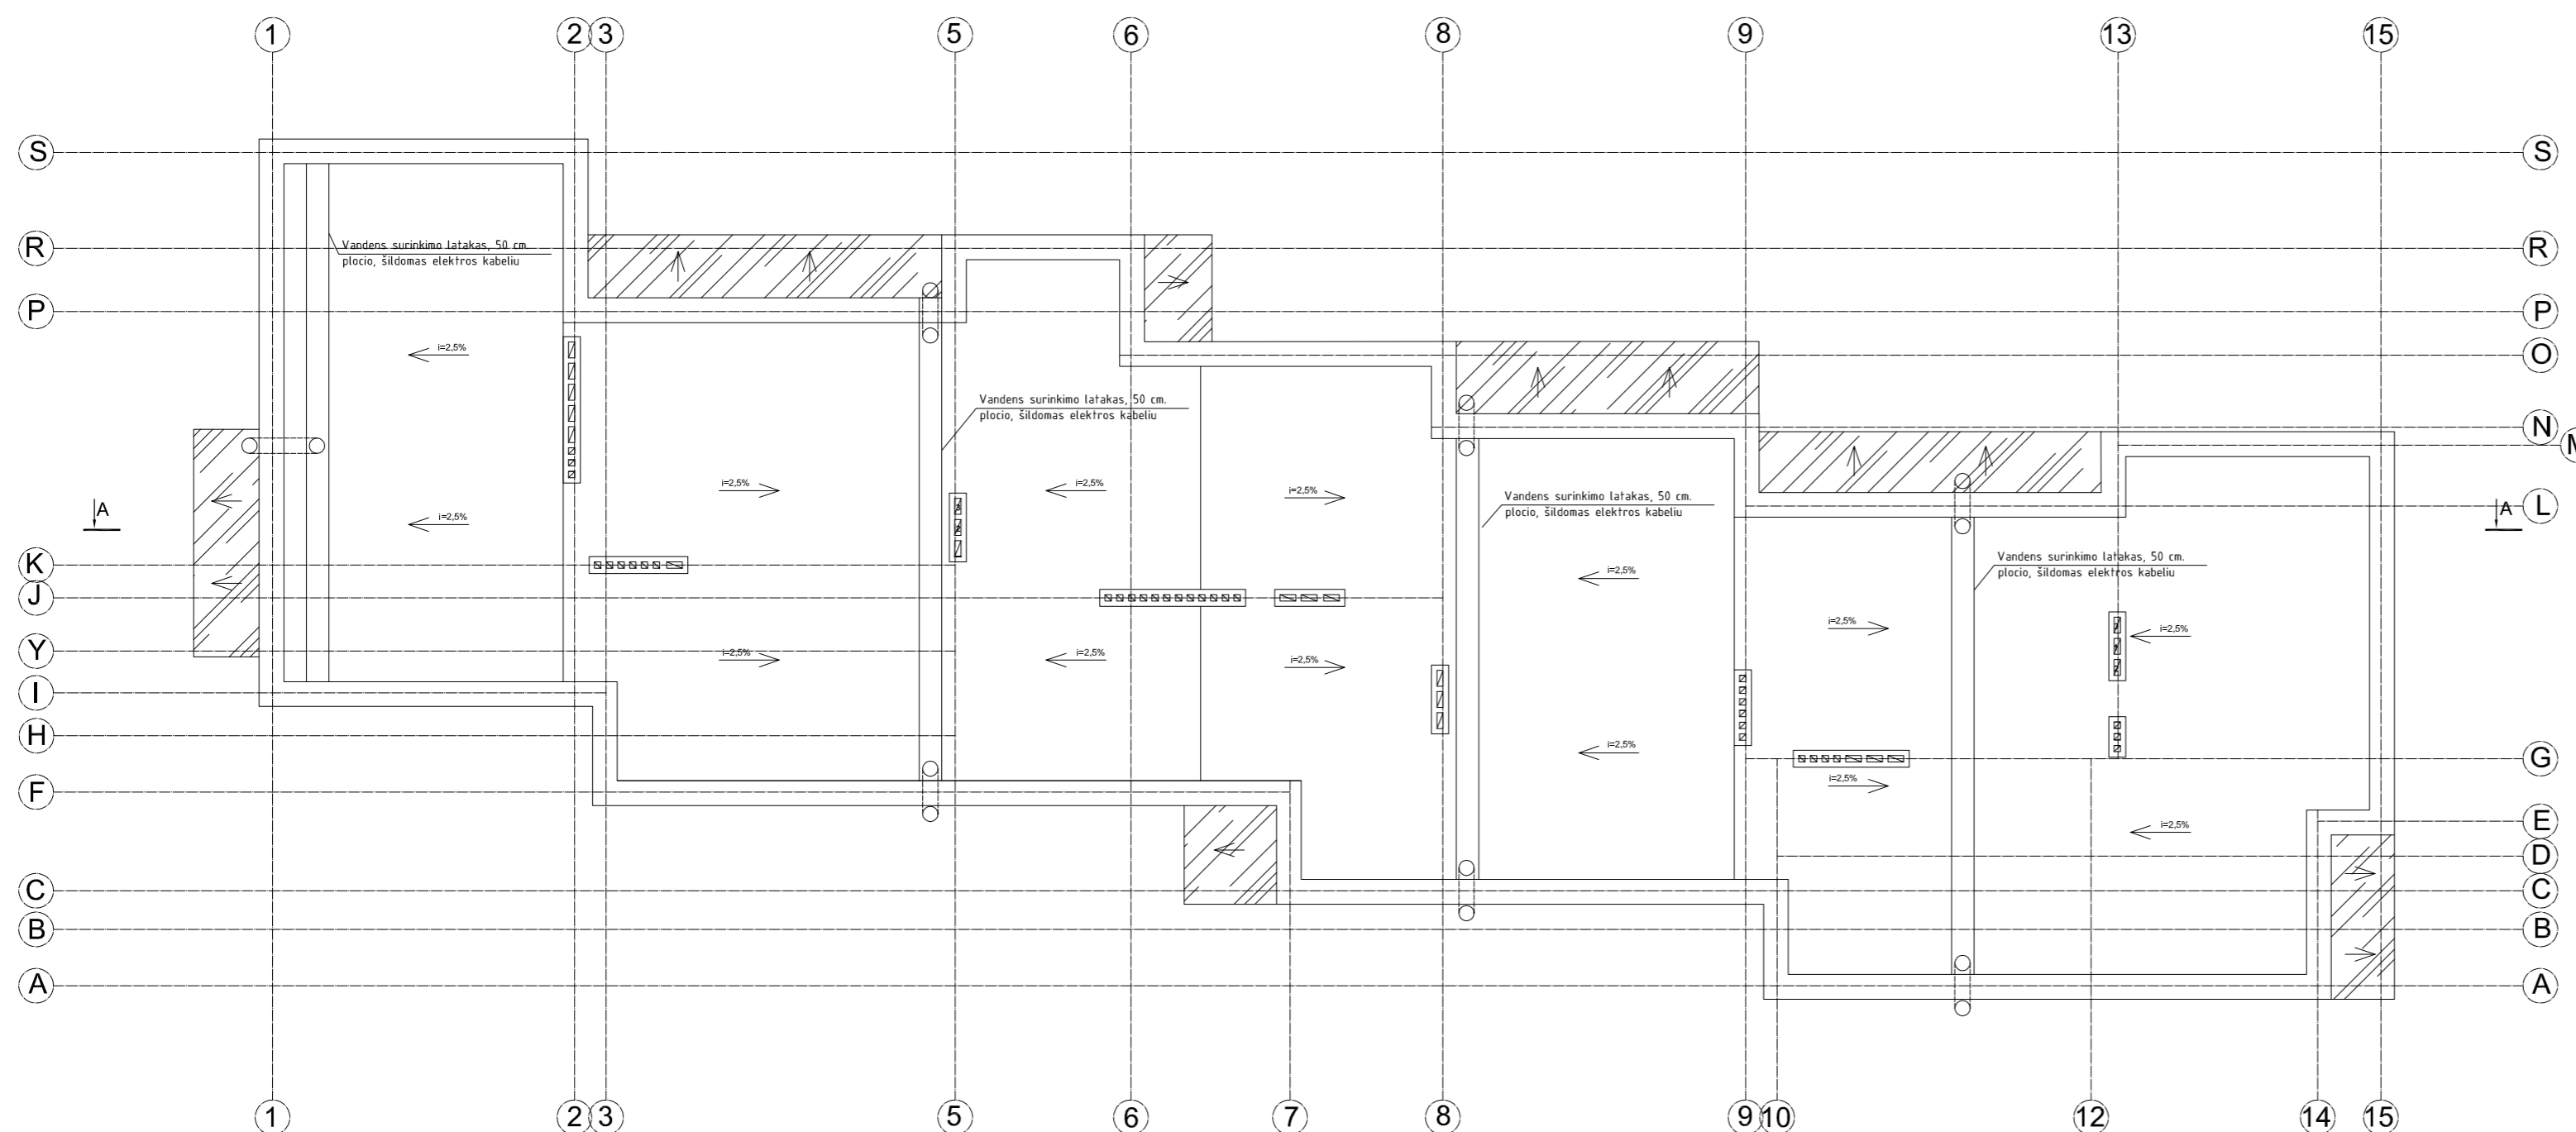 1 2 3 5 6 8 9 13 15
S S
R R
Vandens surinkimo latakas, 50 cm.
plocio, šildomas elektros kabeliu
P P
i=2,5% O
Vandens surinkimo latakas, 50 cm.
plocio, šildomas elektros kabeliu
N
M
i=2,5% i=2,5% i=2,5%
Vandens surinkimo latakas, 50 cm.
plocio, šildomas elektros kabeliu
A i=2,5% A L
K
Vandens surinkimo latakas, 50 cm.
plocio, šildomas elektros kabeliu
i=2,5%
J
i=2,5% i=2,5%
Y i=2,5% i=2,5% i=2,5%
I
H i=2,5% G
i=2,5%
F
E
i=2,5%
D
C C
B B
A A
1 2 3 5 6 7 8 9 10 12 14 15